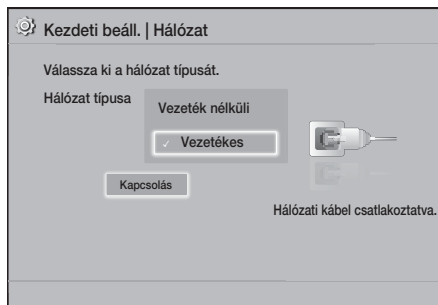 Kezdeti beáll. | Hálózat
Válassza ki a hálózat típusát.
Hálózat típusa
Vezeték nélküli
✓ Vezetékes
Kapcsolás
Hálózati kábel csatlakoztatva.